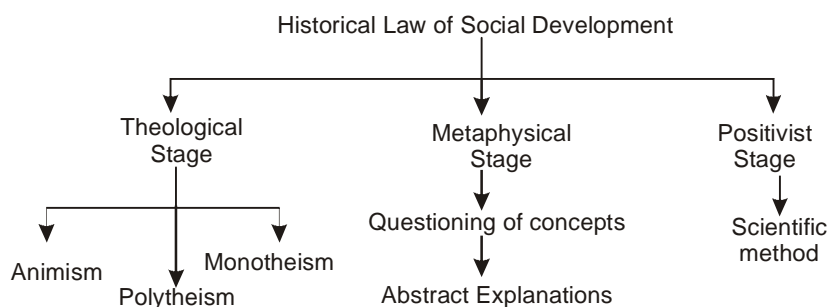 Historical Law of Social Development
Theological
Stage
Metaphysical
Stage
Positivist
Stage
Questioning of concepts
Scientific
method
Animism
Polytheism
Monotheism
Abstract Explanations